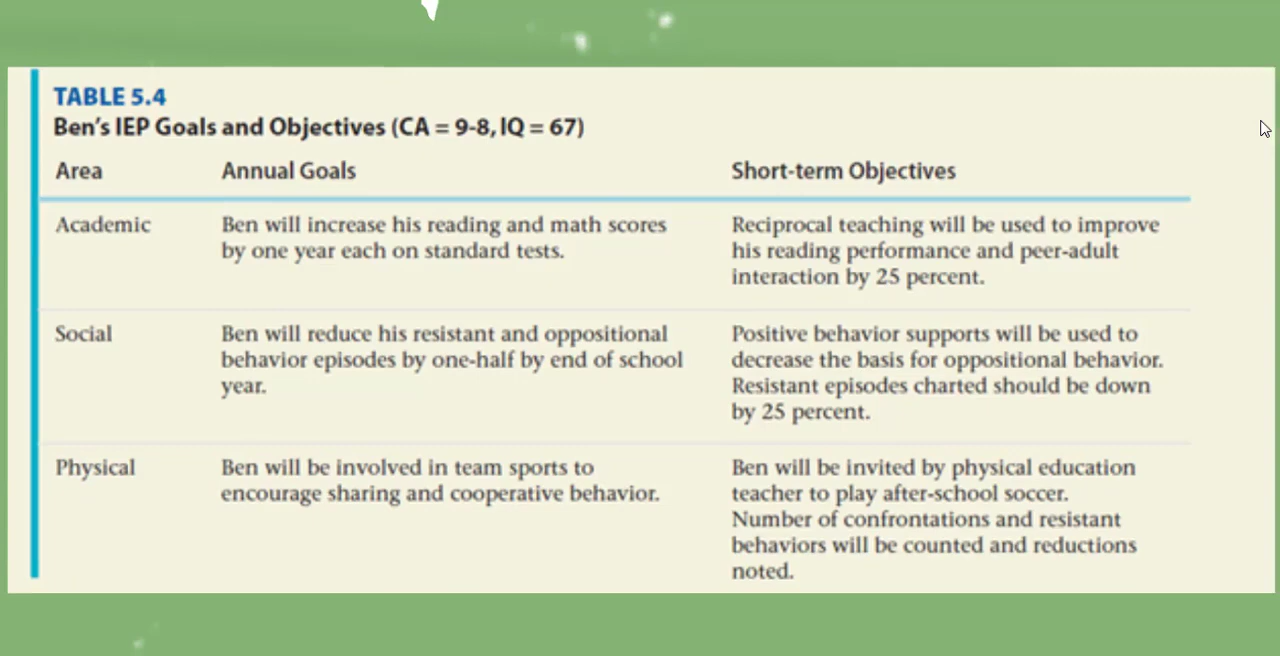 TABLE 5.4
Ben's IEP Goals and Objectives (CA = 9-8, IQ = 67)
Area Annual Goals Short-term Objectives
Academic Ben will increase his reading and math scores Reciprocal teaching will be used to improve
by one year each on standard tests. his reading performance and peer-adult
interaction by 25 percent.
Social Ben will reduce his resistant and oppositional Positive behavior supports will be used to
behavior episodes by one-half by end of school decrease the basis for oppositional behavior.
year. Resistant episodes charted should be down
by 25 percent.
Physical Ben will be involved in team sports to Ben will be invited by physical education
encourage sharing and cooperative behavior. teacher to play after-school soccer.
Number of confrontations and resistant
behaviors will be counted and reductions
noted.